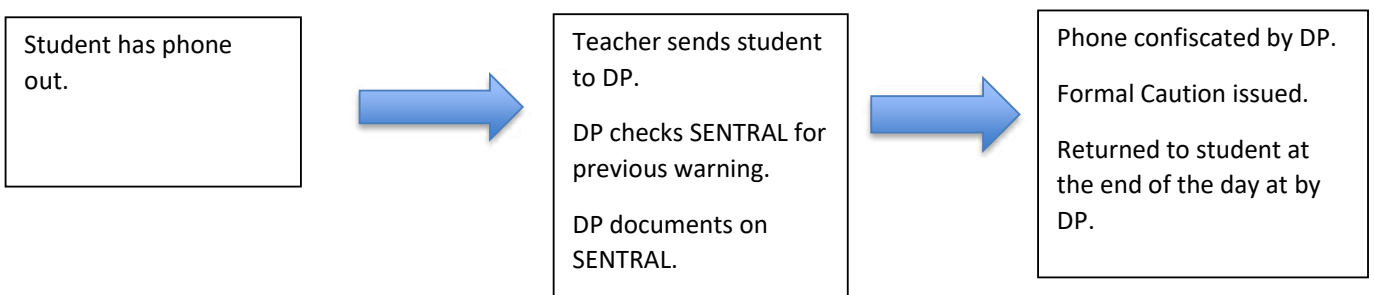 Student has phone
out.
Teacher sends student
to DP.
DP checks SENTRAL for
previous warning.
DP documents on
SENTRAL.
Phone confiscated by DP.
Formal Caution issued.
Returned to student at
the end of the day at by
DP.